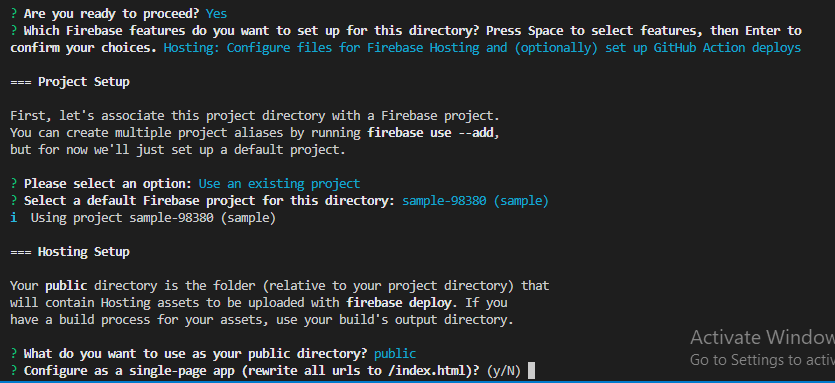 ? Are you ready to proceed? Yes
? Which Firebase features do you want to set up for this directory? Press Space to select features, then Enter to
confirm your choices. Hosting: Configure files for Firebase Hosting and (optionally) set up GitHub Action deploys
=== Project Setup
First, let's associate this project directory with a Firebase project.
You can create multiple project aliases by running firebase use --add,
but for now we'll just set up a default project.
? Please select an option: Use an existing project
? Select a default Firebase project for this directory: sample-98380 (sample)
i  Using project sample-98380 (sample)
=== Hosting Setup
Your public directory is the folder (relative to your project directory) that
will contain Hosting assets to be uploaded with firebase deploy. If you
have a build process for your assets, use your build's output directory.
? What do you want to use as your public directory? public
? Configure as a single-page app (rewrite all urls to /index.html)? (y/N)
Activate Window
Go to Settings to activ